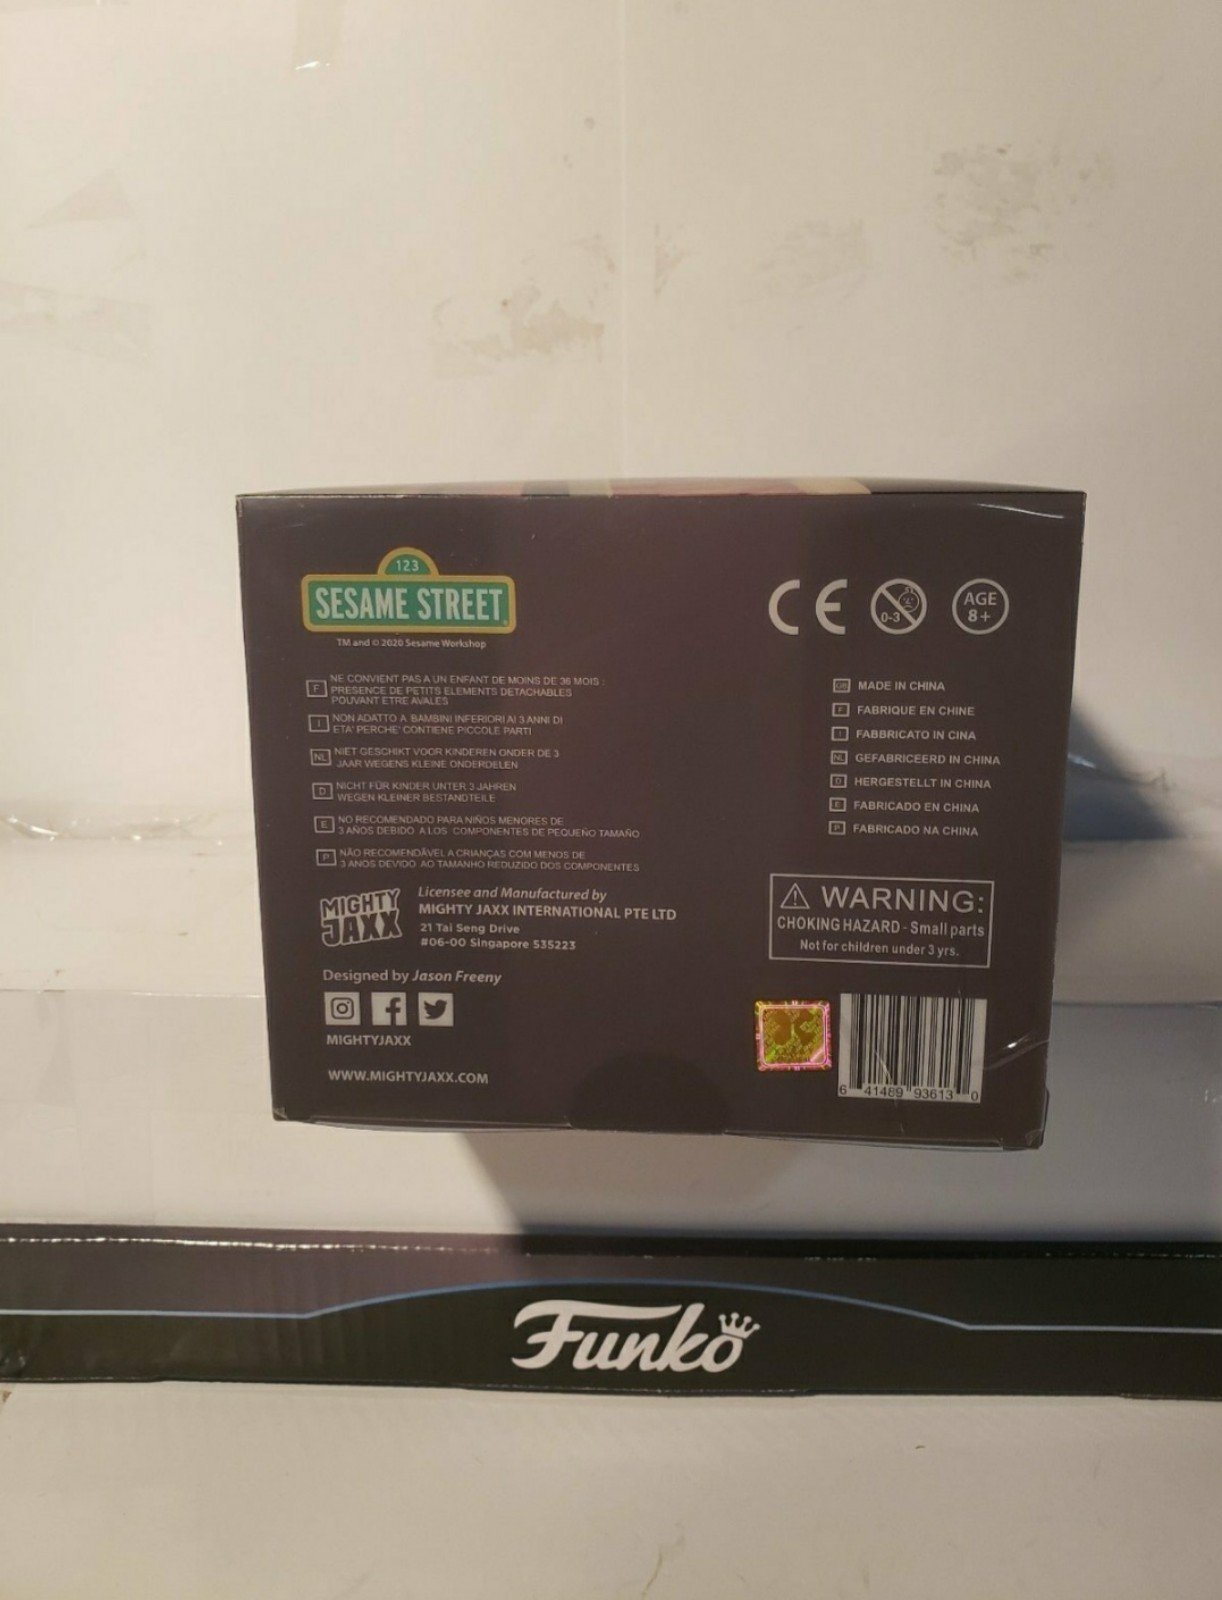 123
SESAME STREET
TM and © 2020 Sesame Workshop
F NE CONVIENT PAS A UN ENFANT DE MOINS DE 36 MOIS :
PRESENCE DE PETITS ELEMENTS DETACHABLES
POUVANT ETRE AVALES
I NON ADATTO A BAMBINI INFERIORI AI 3 ANNI DI
ETA' PERCHE' CONTIENE PICCOLE PARTI
NL NIET GESCHIKT VOOR KINDEREN ONDER DE 3
JAAR WEGENS KLEINE ONDERDELEN
D NICHT FÜR KINDER UNTER 3 JAHREN
WEGEN KLEINER BESTANDTEILE
E NO RECOMENDADO PARA NIÑOS MENORES DE
3 AÑOS DEBIDO A LOS COMPONENTES DE PEQUEÑO TAMAÑO
P NÃO RECOMENDÁVEL A CRIANÇAS COM MENOS DE
3 ANOS DEVIDO AO TAMANHO REDUZIDO DOS COMPONENTES
MIGHTY
JAXX
Licensee and Manufactured by
MIGHTY JAXX INTERNATIONAL PTE LTD
21 Tai Seng Drive
#06-00 Singapore 535223
Designed by Jason Freeny
MIGHTYJAXX
WWW.MIGHTYJAXX.COM
CE
0-3
AGE
8+
GB MADE IN CHINA
F FABRIQUE EN CHINE
I FABBRICATO IN CINA
NL GEFABRICEERD IN CHINA
D HERGESTELLT IN CHINA
E FABRICADO EN CHINA
P FABRICADO NA CHINA
WARNING:
CHOKING HAZARD - Small parts
Not for children under 3 yrs.
6 41489 93613 0
Funko